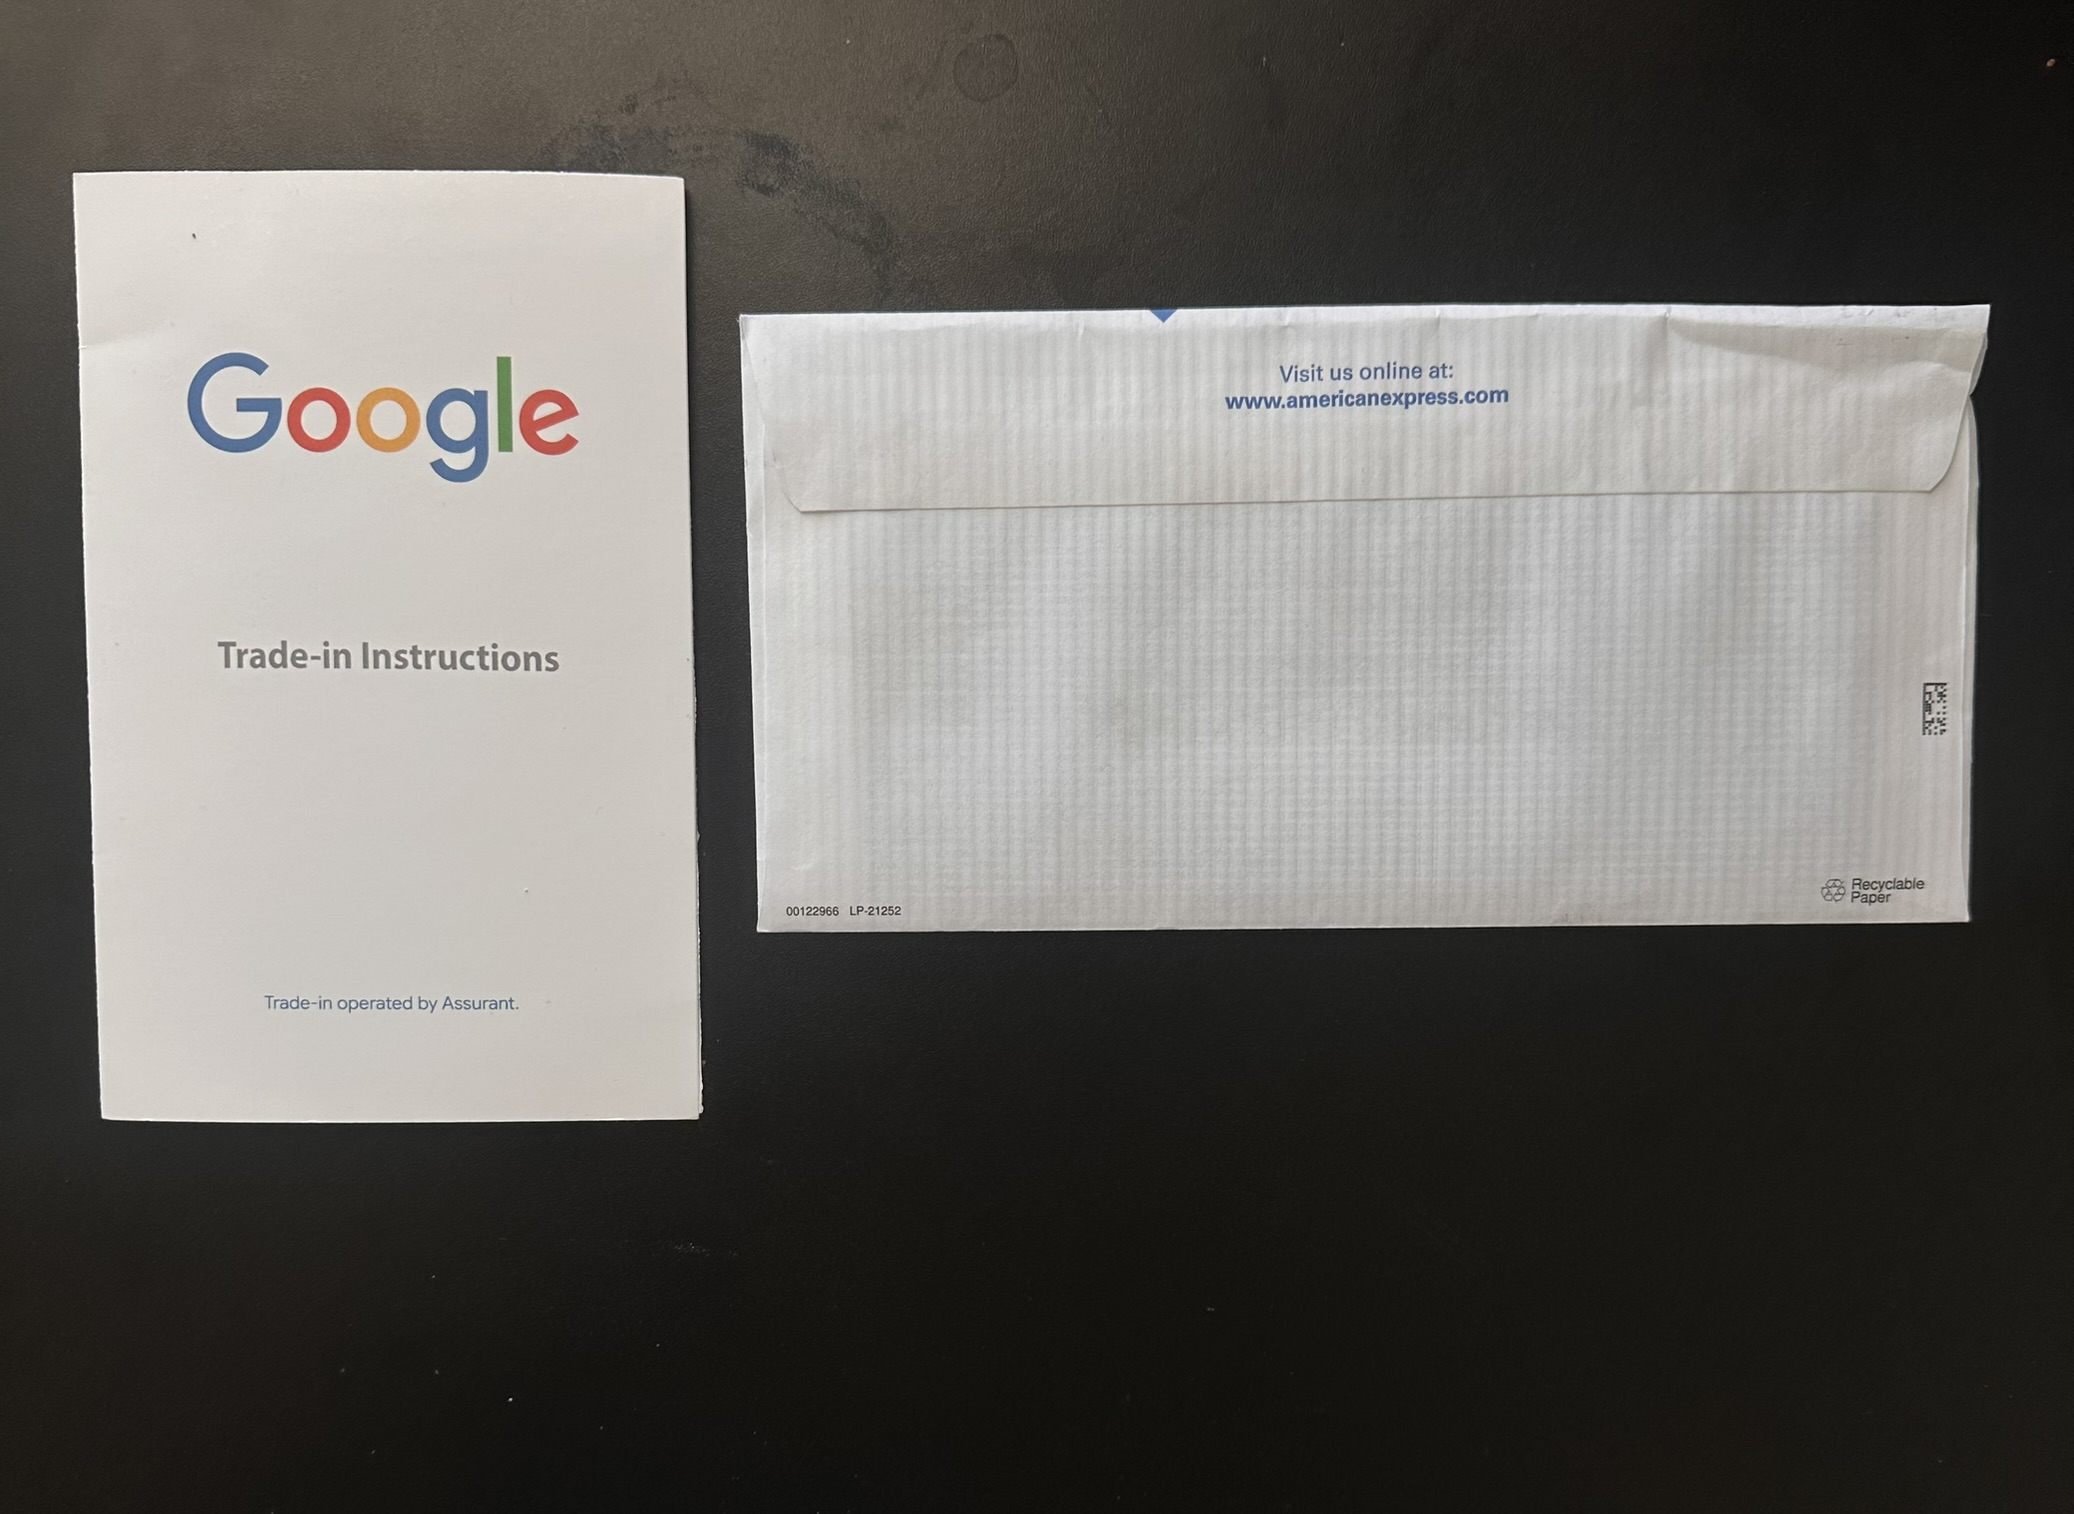 Google
Trade-in Instructions
Trade-in operated by Assurant.
Visit us online at:
www.americanexpress.com
00122966 LP-21252
Recyclable
Paper